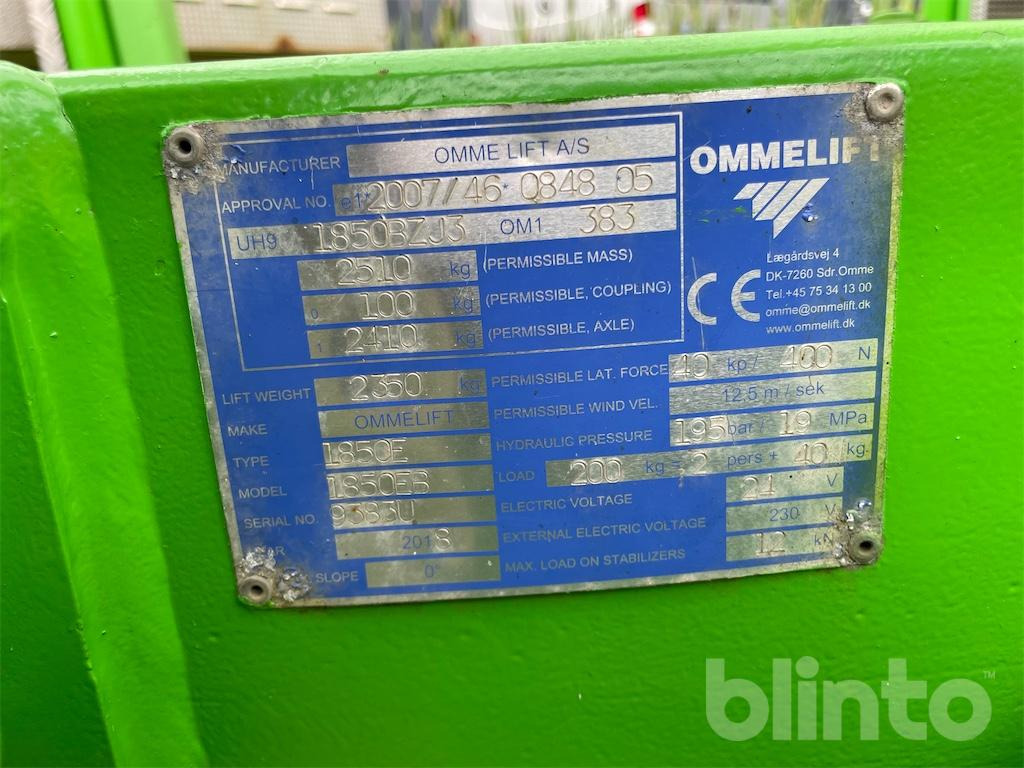 MANUFACTURER OMME LIFT A/S
APPROVAL NO. e1*2007//46*0848 05
UH9 1850BZJ3 OM1 383
2510 kg (PERMISSIBLE MASS)
0 100 kg (PERMISSIBLE, COUPLING)
1 2410 kg (PERMISSIBLE, AXLE)
OMMELIFT
Lægårdsvej 4
DK-7260 Sdr. Omme
Tel.+45 75 34 13 00
omme@ommelift.dk
www.ommelift.dk
CE
LIFT WEIGHT 2350 kg
MAKE OMMELIFT
TYPE 1850E
MODEL 1850EB
SERIAL NO. 9383U
2018
SLOPE 0°
PERMISSIBLE LAT. FORCE 40 kp / 400 N
PERMISSIBLE WIND VEL. 12,5 m / sek
HYDRAULIC PRESSURE 195 bar / 19 MPa
LOAD 200 kg = 2 pers + 40 kg.
ELECTRIC VOLTAGE 24 V
EXTERNAL ELECTRIC VOLTAGE 230 V
MAX. LOAD ON STABILIZERS 12 kN
blinto™